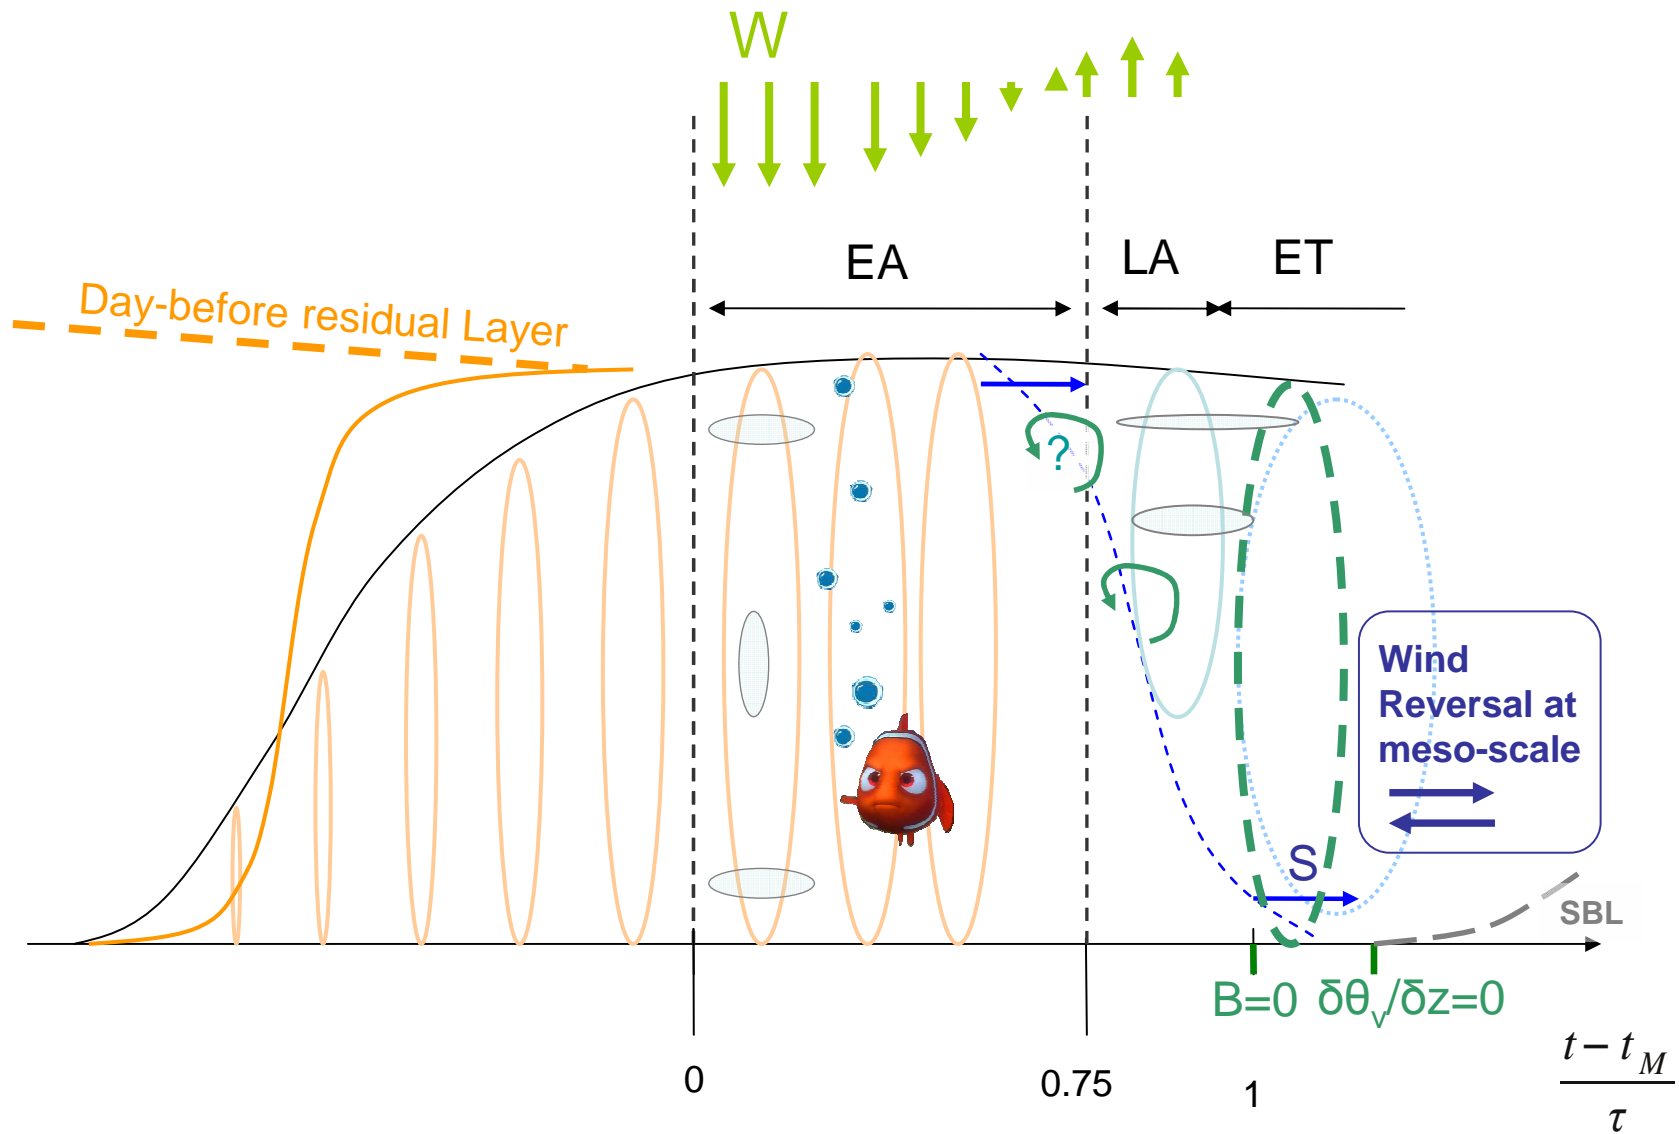 W
EA
LA
ET
Day-before residual Layer
?
Wind
Reversal at
meso-scale
S
SBL
B=0
δθᵥ/δz=0
0
0.75
1
t − t_M
τ